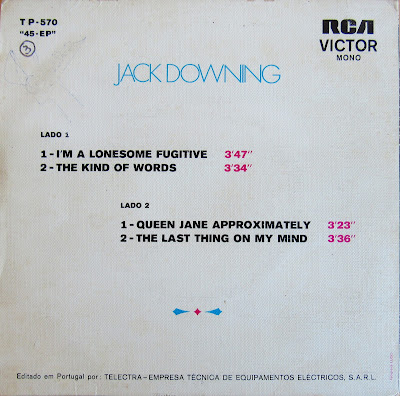 TP-570
"45-EP"
3
RCA
VICTOR
MONO
JACK DOWNING
LADO 1
1 - I'M A LONESOME FUGITIVE 3'47"
2 - THE KIND OF WORDS 3'34"
LADO 2
1 - QUEEN JANE APPROXIMATELY 3'23"
2 - THE LAST THING ON MY MIND 3'36"
Editado em Portugal por: TELECTRA-EMPRESA TÉCNICA DE EQUIPAMENTOS ELÉCTRICOS, S.A.R.L.